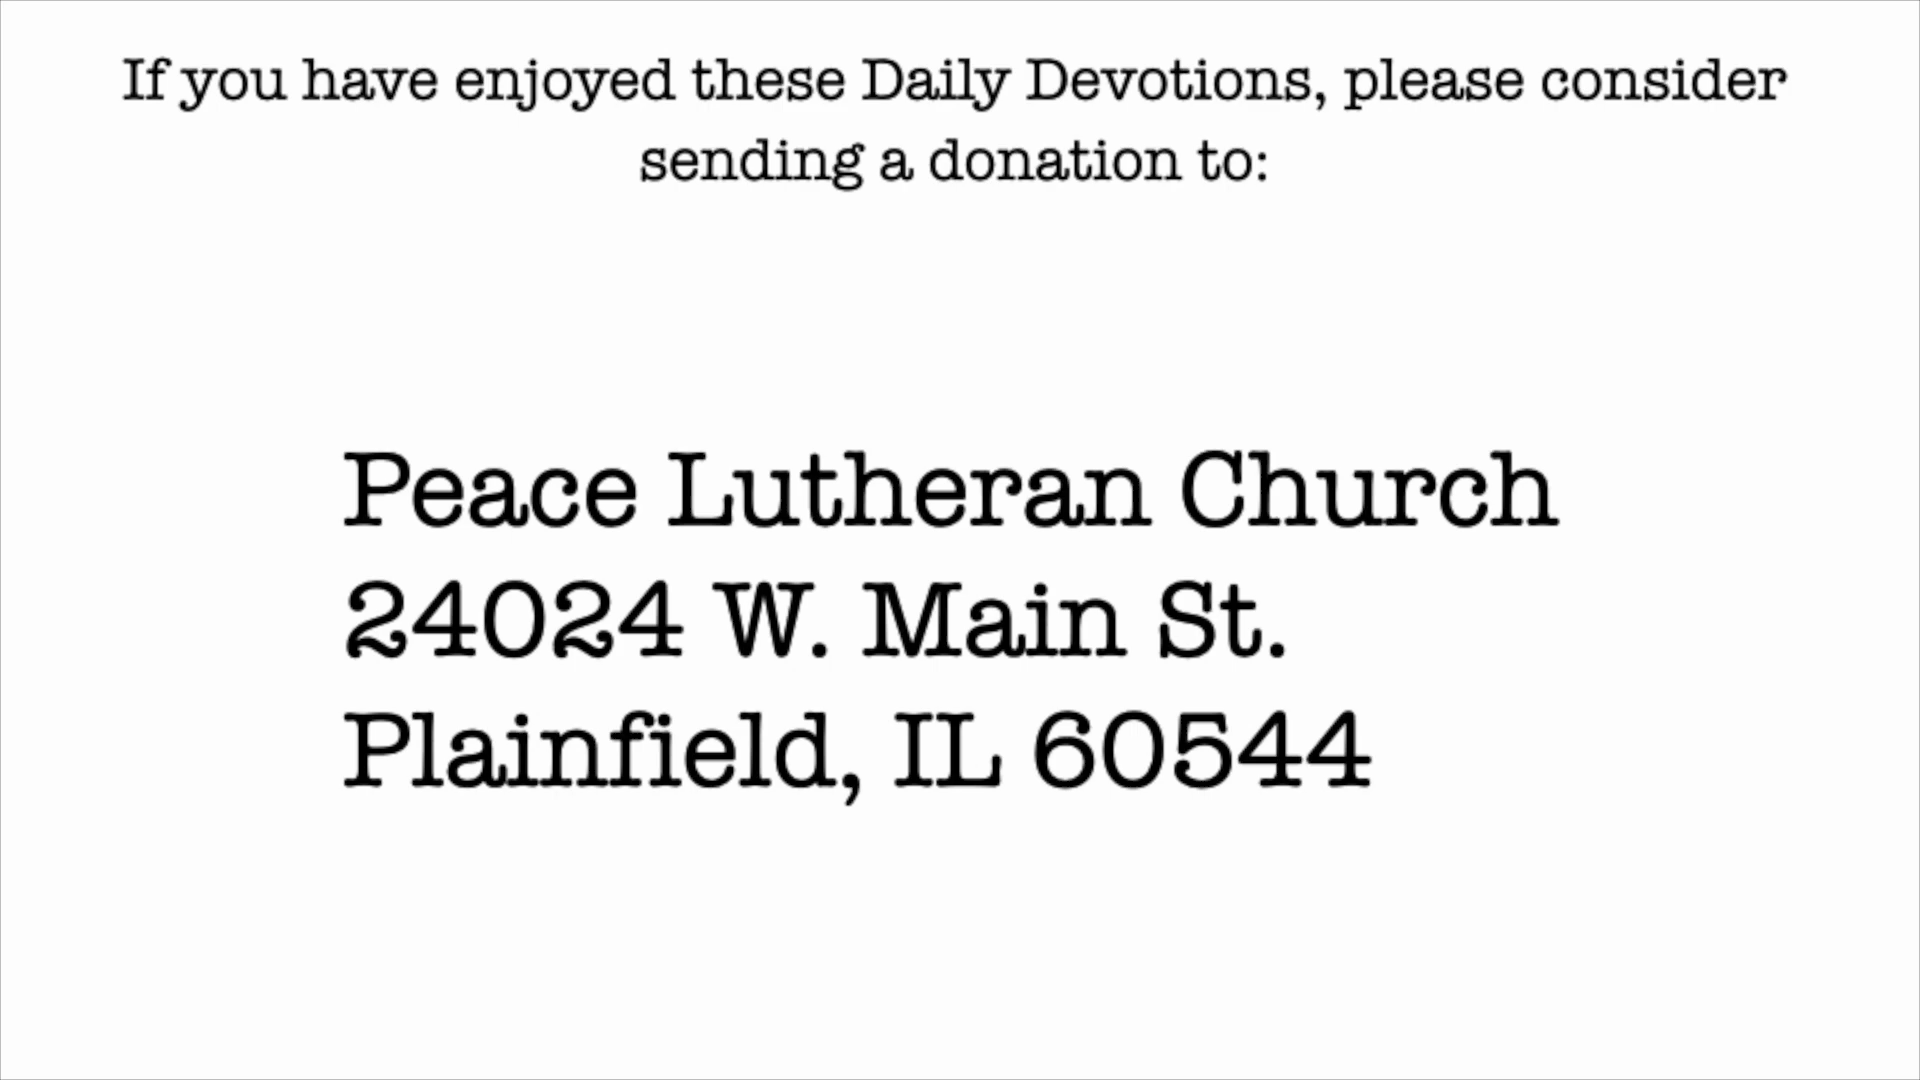 If you have enjoyed these Daily Devotions, please consider
sending a donation to:
Peace Lutheran Church
24024 W. Main St.
Plainfield, IL 60544